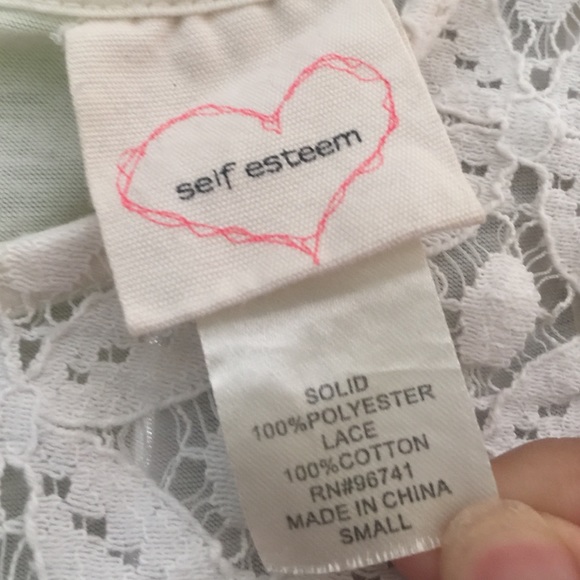 self esteem
SOLID
100%POLYESTER
LACE
100%COTTON
RN#96741
MADE IN CHINA
SMALL